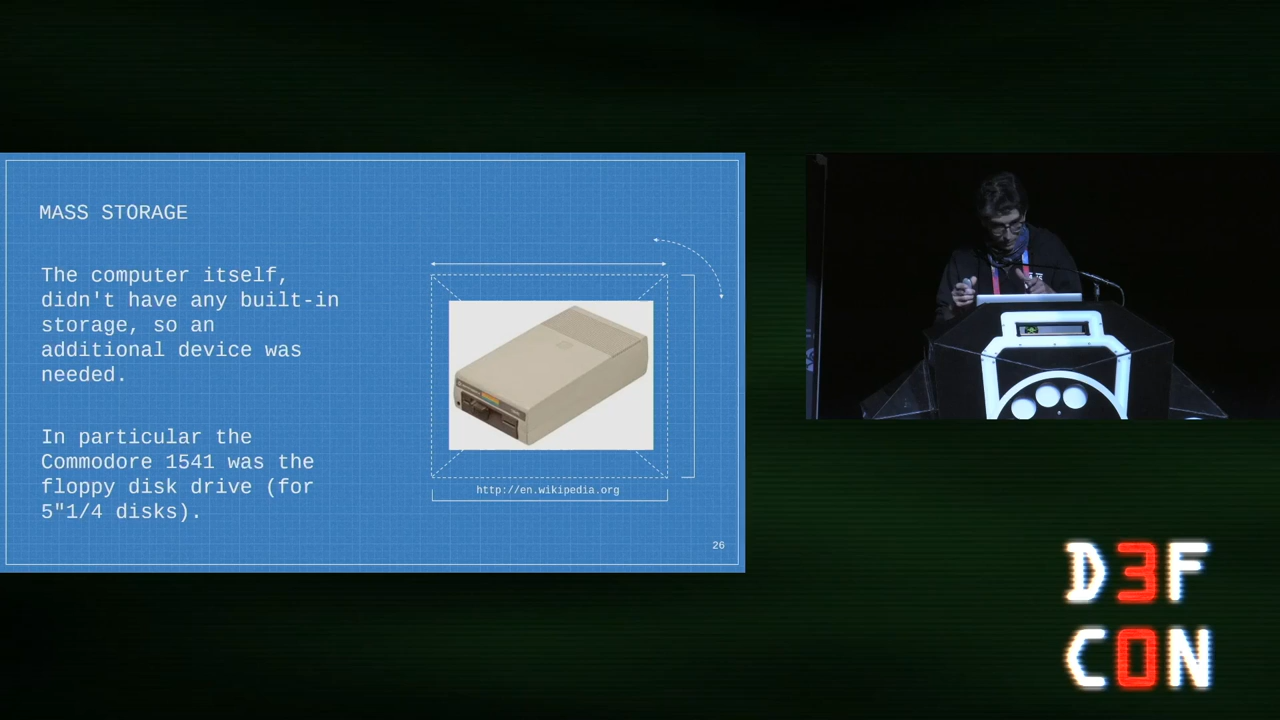 MASS STORAGE
The computer itself,
didn't have any built-in
storage, so an
additional device was
needed.
In particular the
Commodore 1541 was the
floppy disk drive (for
5"1/4 disks).
http://en.wikipedia.org
26
D3F
C0N